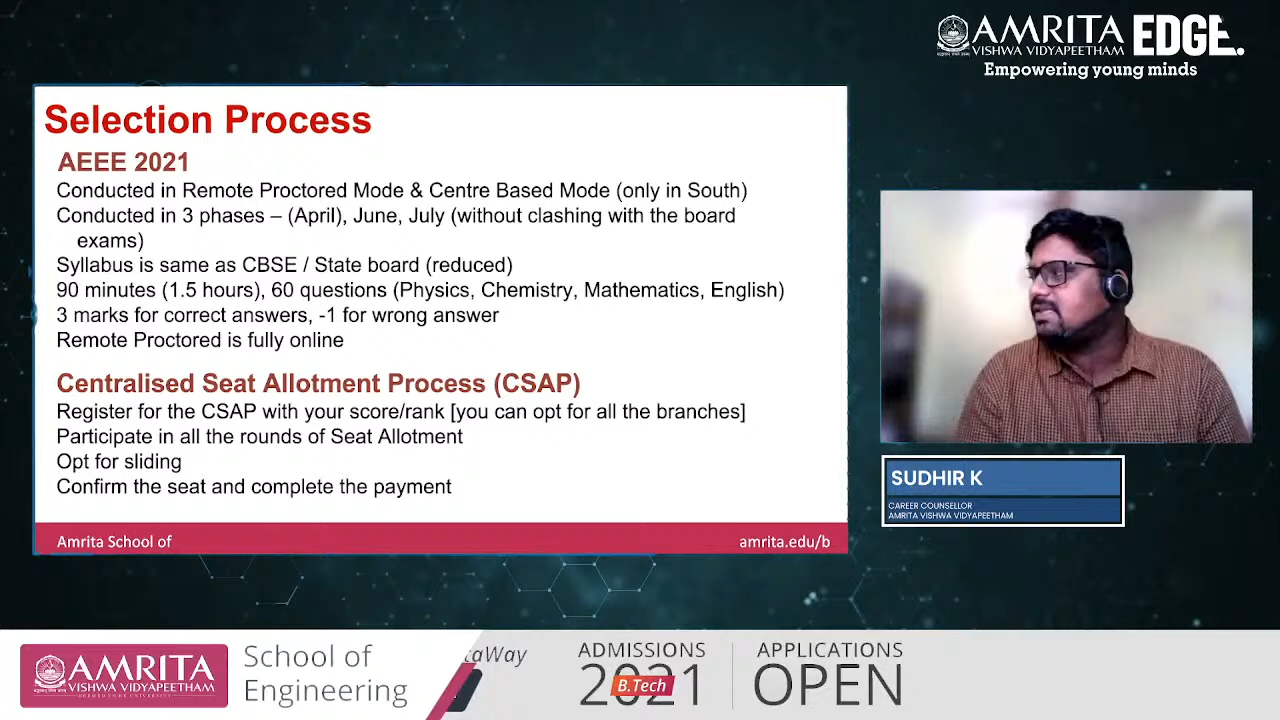 AMRITA EDGE.
VISHWA VIDYAPEETHAM
Empowering young minds
Selection Process
AEEE 2021
Conducted in Remote Proctored Mode & Centre Based Mode (only in South)
Conducted in 3 phases – (April), June, July (without clashing with the board
exams)
Syllabus is same as CBSE / State board (reduced)
90 minutes (1.5 hours), 60 questions (Physics, Chemistry, Mathematics, English)
3 marks for correct answers, -1 for wrong answer
Remote Proctored is fully online
Centralised Seat Allotment Process (CSAP)
Register for the CSAP with your score/rank [you can opt for all the branches]
Participate in all the rounds of Seat Allotment
Opt for sliding
Confirm the seat and complete the payment
Amrita School of
amrita.edu/b
SUDHIR K
CAREER COUNSELLOR
AMRITA VISHWA VIDYAPEETHAM
AMRITA
VISHWA VIDYAPEETHAM
School of
Engineering
taWay
ADMISSIONS
2021
B.Tech
APPLICATIONS
OPEN